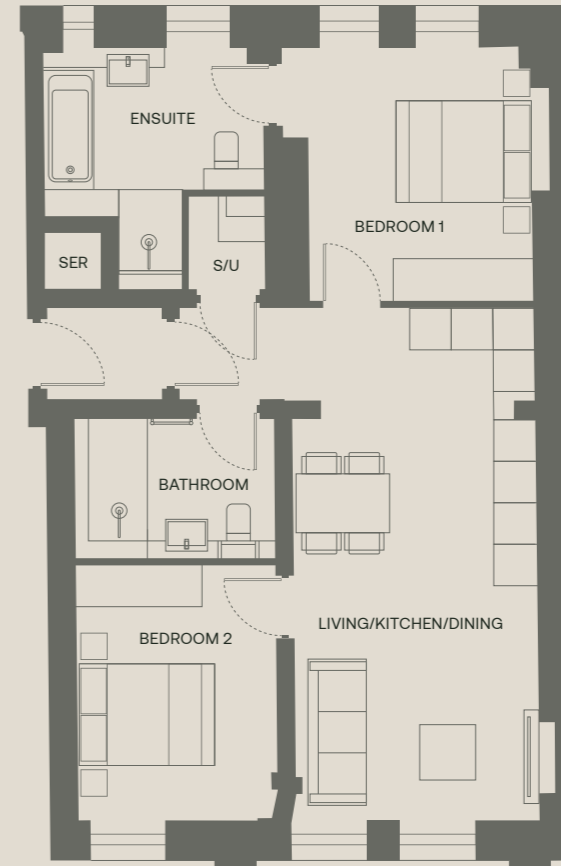 ENSUITE
BEDROOM 1
SER
S/U
BATHROOM
LIVING/KITCHEN/DINING
BEDROOM 2